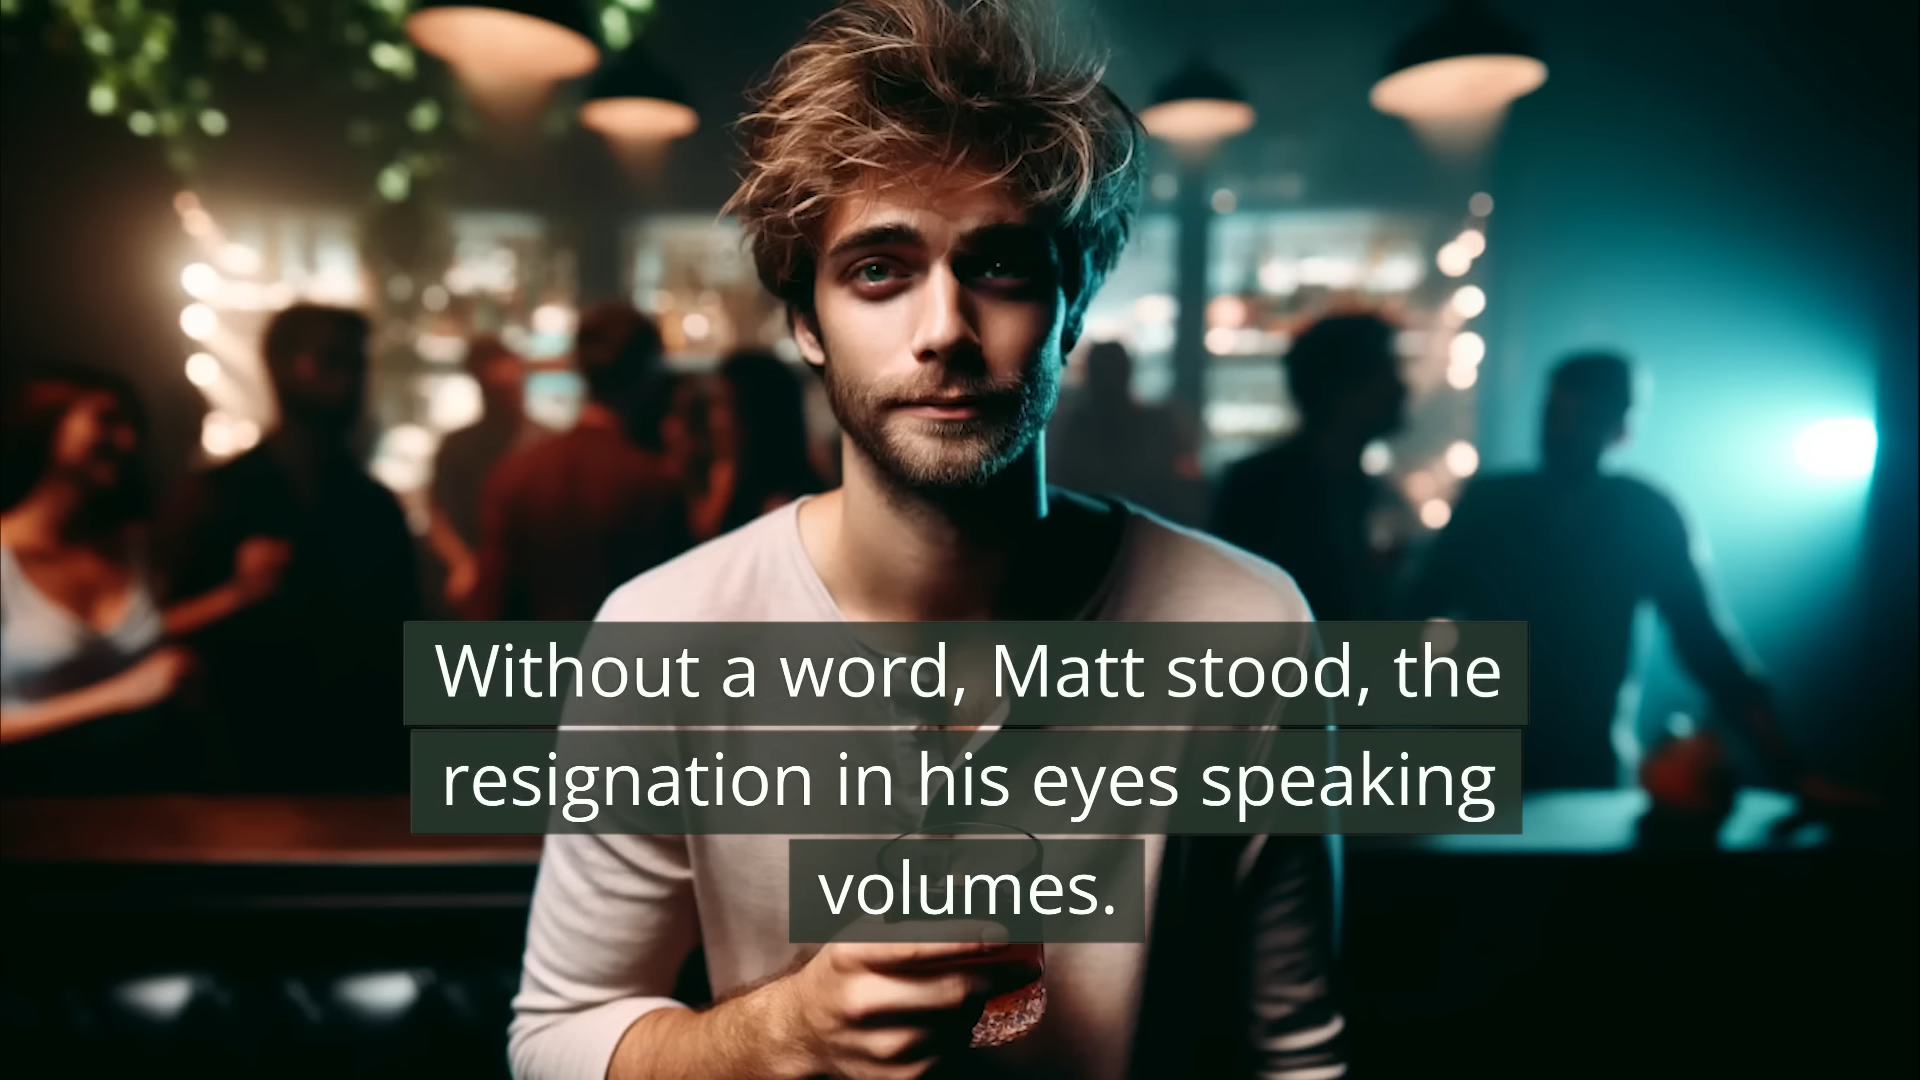 Without a word, Matt stood, the
resignation in his eyes speaking
volumes.